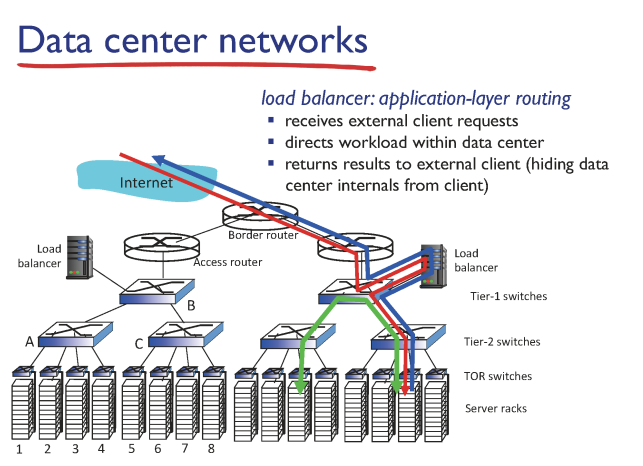 Data center networks
load balancer: application-layer routing
receives external client requests
directs workload within data center
returns results to external client (hiding data
center internals from client)
Internet
Border router
Load
balancer
Access router
Load
balancer
B
Tier-1 switches
A
C
Tier-2 switches
TOR switches
Server racks
1 2 3 4 5 6 7 8